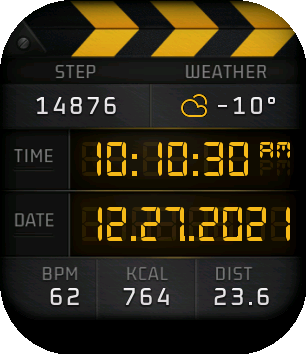 STEP WEATHER
14876 -10°
TIME 10:10:30 AM
DATE 12.27.2021
BPM KCAL DIST
62 764 23.6